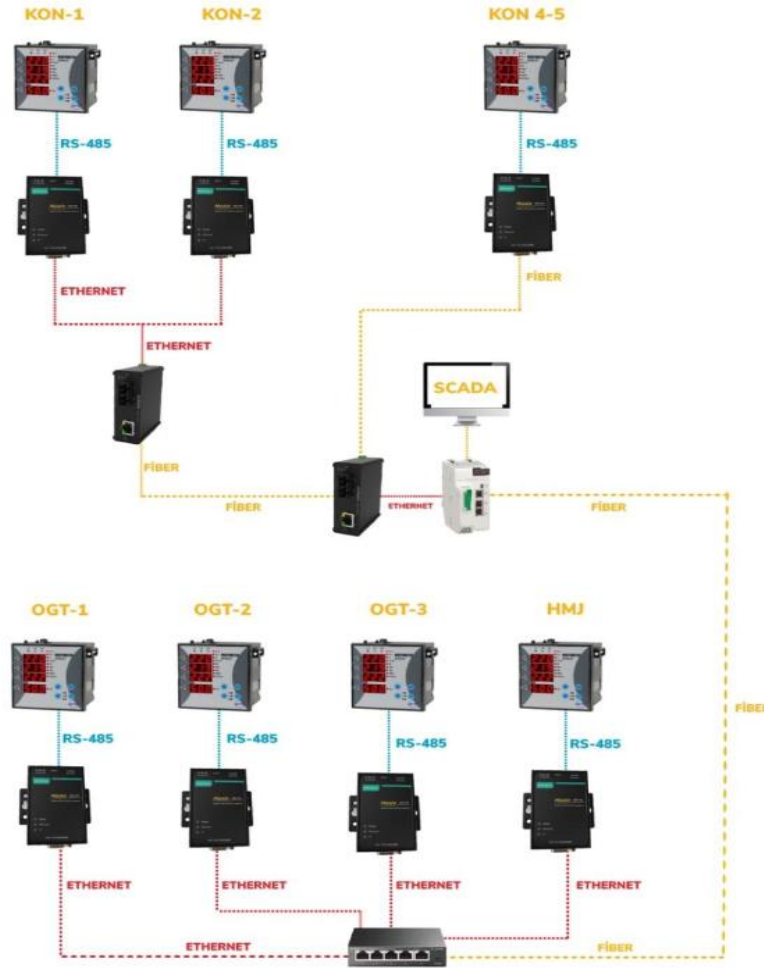 KON-1 KON-2 KON 4-5
RS-485 RS-485 RS-485
FİBER
ETHERNET
ETHERNET
SCADA
FİBER
FİBER ETHERNET FİBER
OGT-1 OGT-2 OGT-3 HMJ
FİBER
RS-485 RS-485 RS-485 RS-485
ETHERNET ETHERNET ETHERNET ETHERNET
ETHERNET FİBER